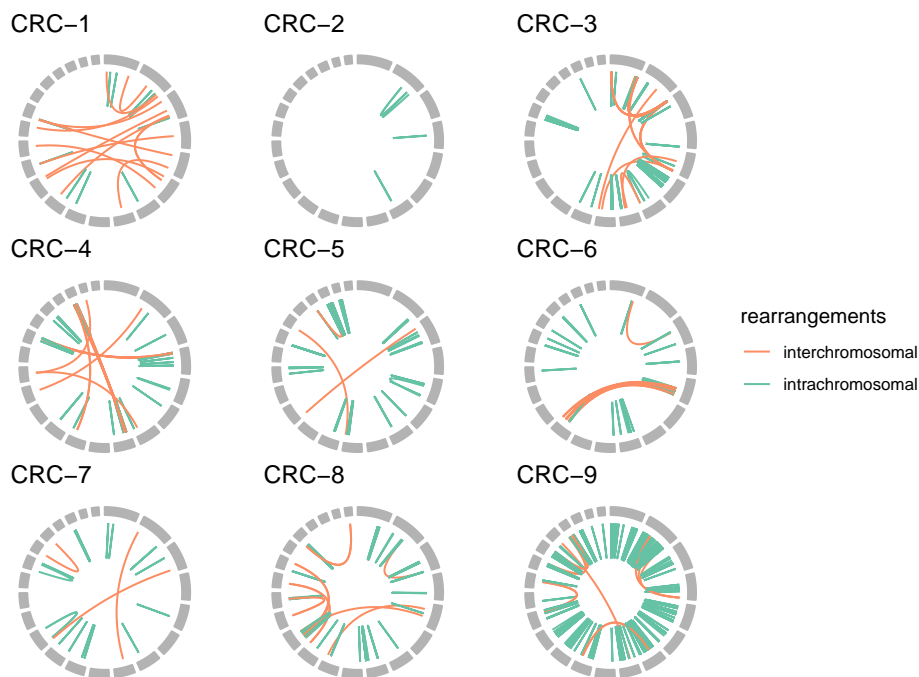 CRC−1
CRC−2
CRC−3
CRC−4
CRC−5
CRC−6
rearrangements
interchromosomal
intrachromosomal
CRC−7
CRC−8
CRC−9